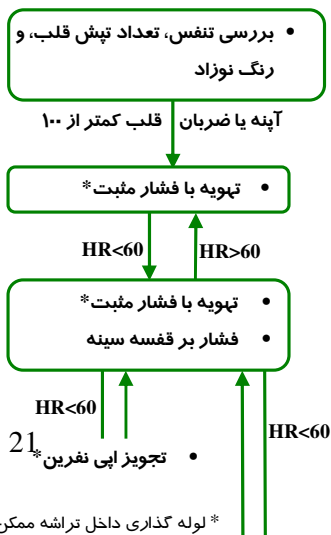 • بررسی تنفس، تعداد تپش قلب، و
رنگ نوزاد
آپنه یا ضربان قلب کمتر از ۱۰۰
• تهویه با فشار مثبت*
HR<60 HR>60
• تهویه با فشار مثبت*
• فشار بر قفسه سینه
HR<60
HR<60
• تجویز اپی نفرین*
21
* لوله گذاری داخل تراشه ممکن